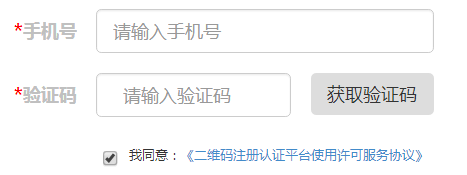 *手机号 请输入手机号
*验证码 请输入验证码 获取验证码
我同意：《二维码注册认证平台使用许可服务协议》